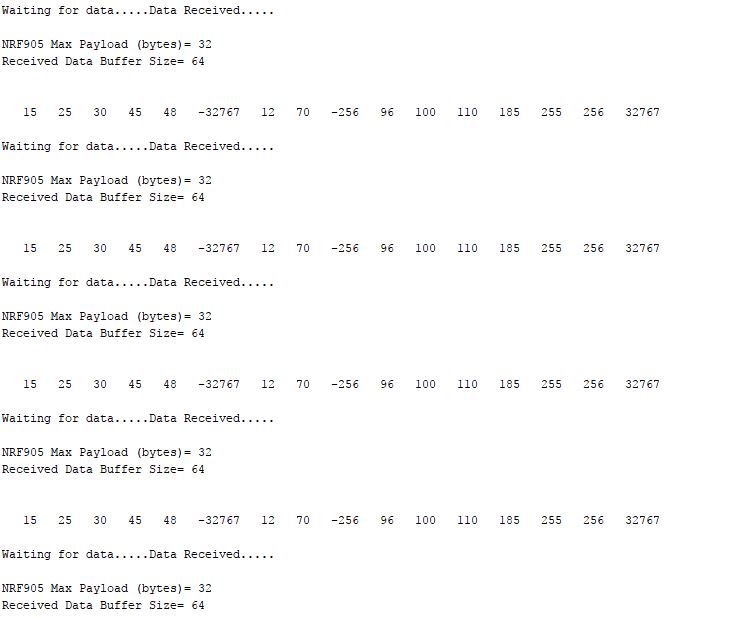 Waiting for data.....Data Received.....
NRF905 Max Payload (bytes)= 32
Received Data Buffer Size= 64
15 25 30 45 48 -32767 12 70 -256 96 100 110 185 255 256 32767
Waiting for data.....Data Received.....
NRF905 Max Payload (bytes)= 32
Received Data Buffer Size= 64
15 25 30 45 48 -32767 12 70 -256 96 100 110 185 255 256 32767
Waiting for data.....Data Received.....
NRF905 Max Payload (bytes)= 32
Received Data Buffer Size= 64
15 25 30 45 48 -32767 12 70 -256 96 100 110 185 255 256 32767
Waiting for data.....Data Received.....
NRF905 Max Payload (bytes)= 32
Received Data Buffer Size= 64
15 25 30 45 48 -32767 12 70 -256 96 100 110 185 255 256 32767
Waiting for data.....Data Received.....
NRF905 Max Payload (bytes)= 32
Received Data Buffer Size= 64